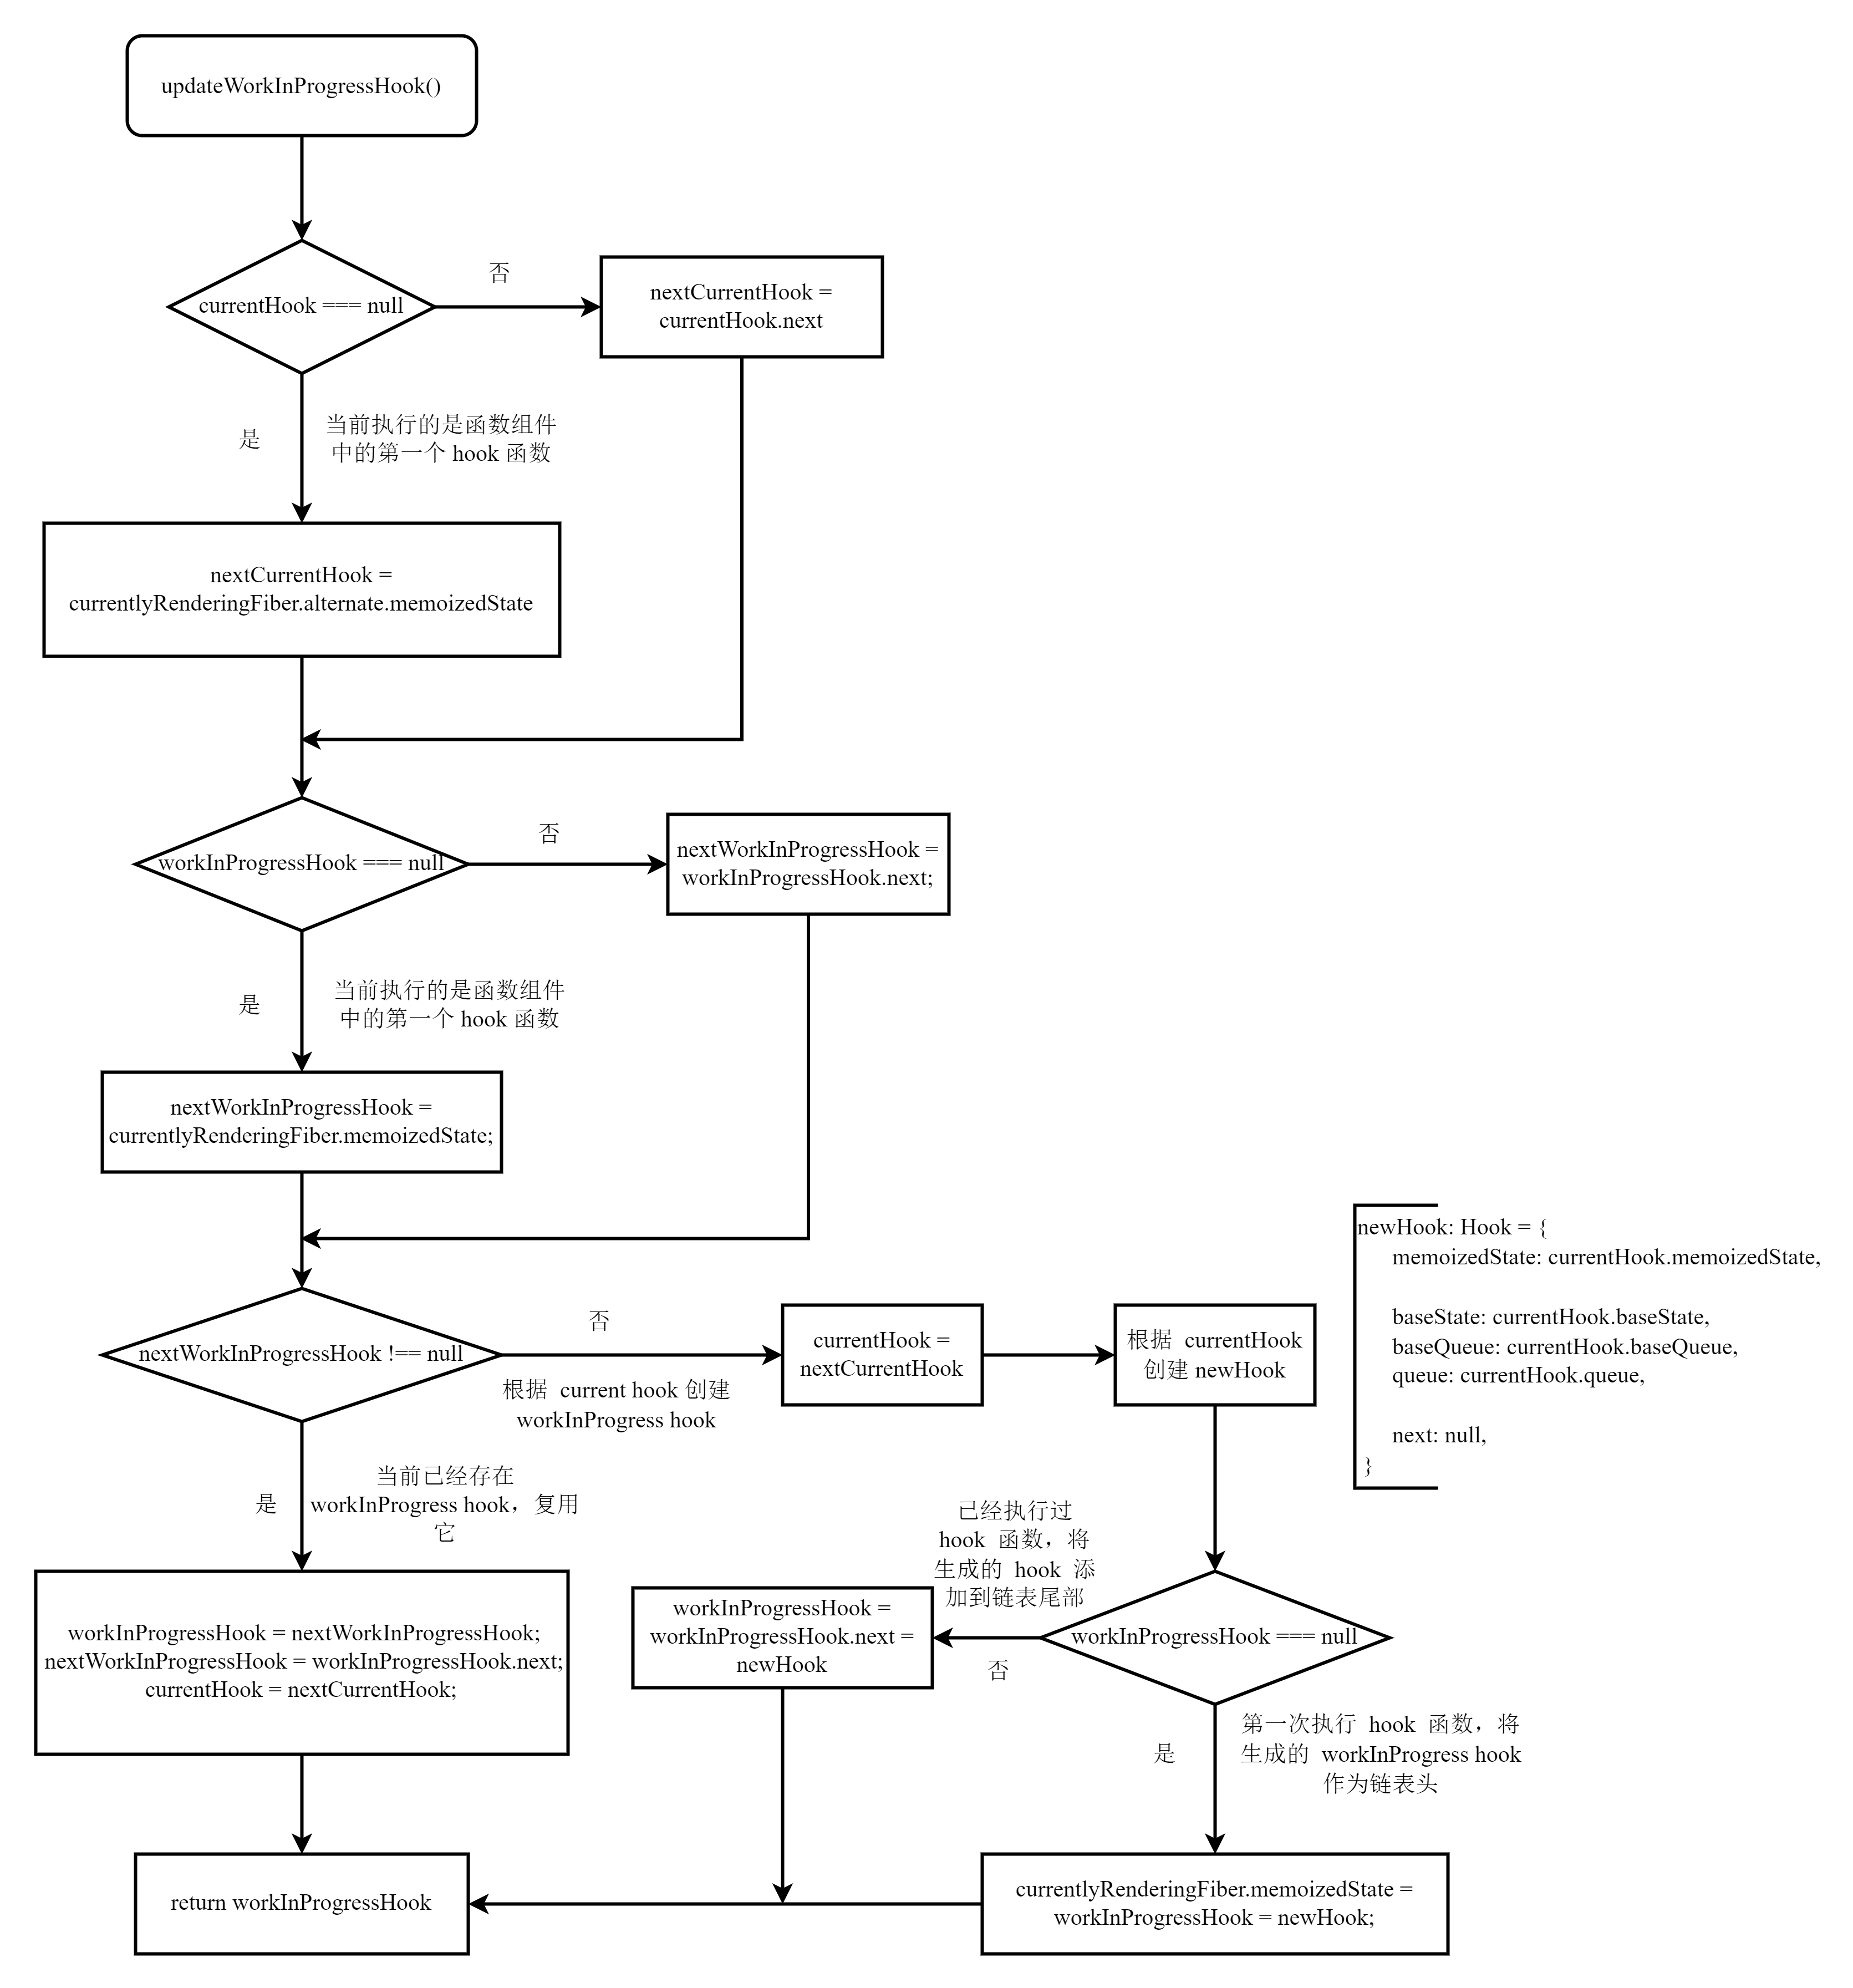 updateWorkInProgressHook()
currentHook === null
否
nextCurrentHook =
currentHook.next
是
当前执行的是函数组件
中的第一个 hook 函数
nextCurrentHook =
currentlyRenderingFiber.alternate.memoizedState
workInProgressHook === null
否
nextWorkInProgressHook =
workInProgressHook.next;
是
当前执行的是函数组件
中的第一个 hook 函数
nextWorkInProgressHook =
currentlyRenderingFiber.memoizedState;
nextWorkInProgressHook !== null
否
根据 current hook 创建
workInProgress hook
currentHook =
nextCurrentHook
根据 currentHook
创建 newHook
newHook: Hook = {
memoizedState: currentHook.memoizedState,
baseState: currentHook.baseState,
baseQueue: currentHook.baseQueue,
queue: currentHook.queue,
next: null,
}
是
当前已经存在
workInProgress hook，复用
它
workInProgressHook = nextWorkInProgressHook;
nextWorkInProgressHook = workInProgressHook.next;
currentHook = nextCurrentHook;
已经执行过
hook 函数，将
生成的 hook 添
加到链表尾部
workInProgressHook =
workInProgressHook.next =
newHook
否
workInProgressHook === null
是
第一次执行 hook 函数，将
生成的 workInProgress hook
作为链表头
return workInProgressHook
currentlyRenderingFiber.memoizedState =
workInProgressHook = newHook;